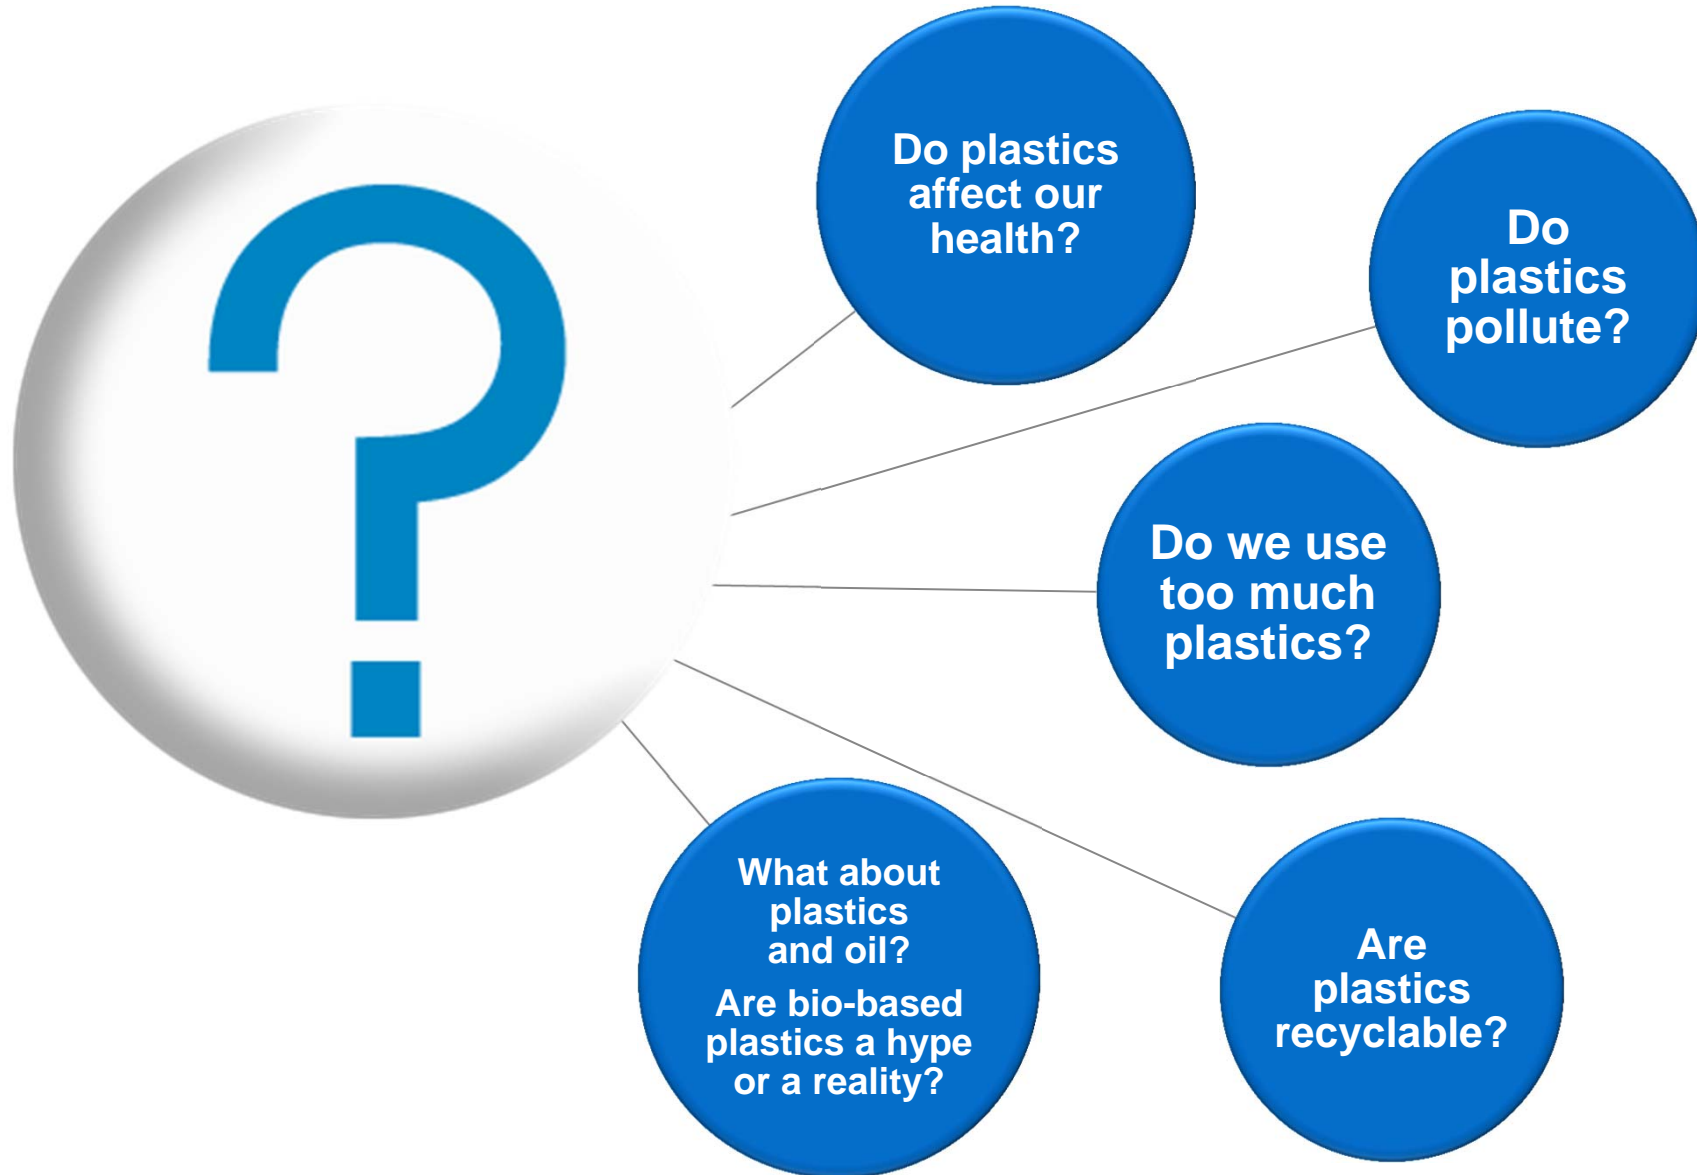 ?
Do plastics
affect our
health?
Do
plastics
pollute?
Do we use
too much
plastics?
What about
plastics
and oil?
Are bio-based
plastics a hype
or a reality?
Are
plastics
recyclable?